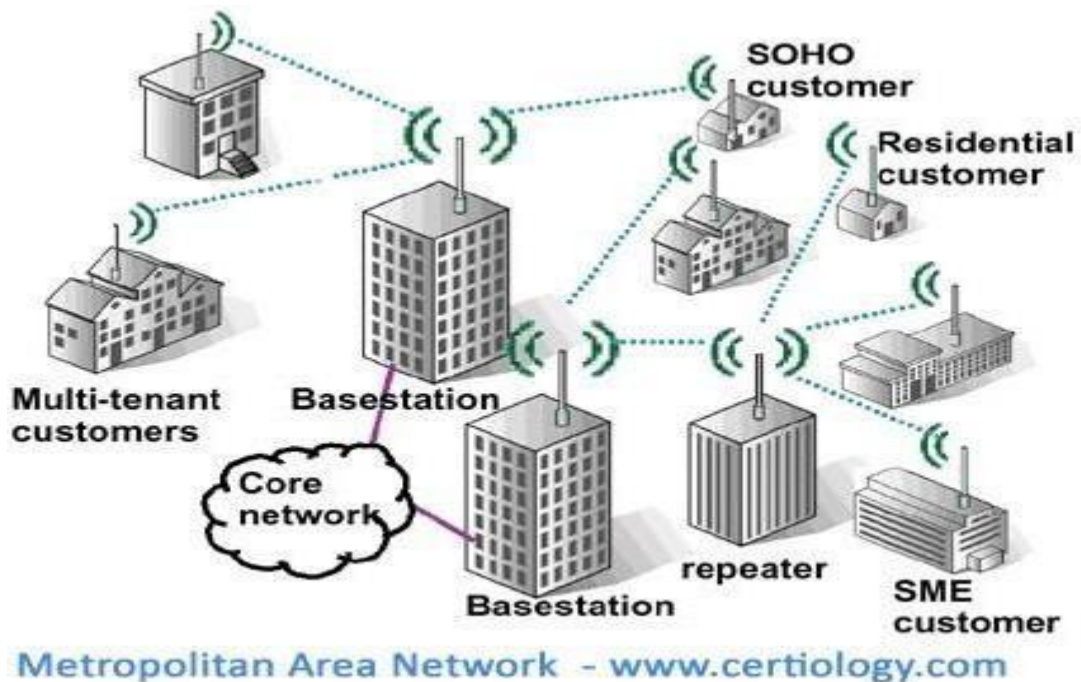 SOHO
customer
Residential
customer
Multi-tenant
customers
Basestation
Core
network
Basestation
repeater
SME
customer
Metropolitan Area Network - www.certiology.com